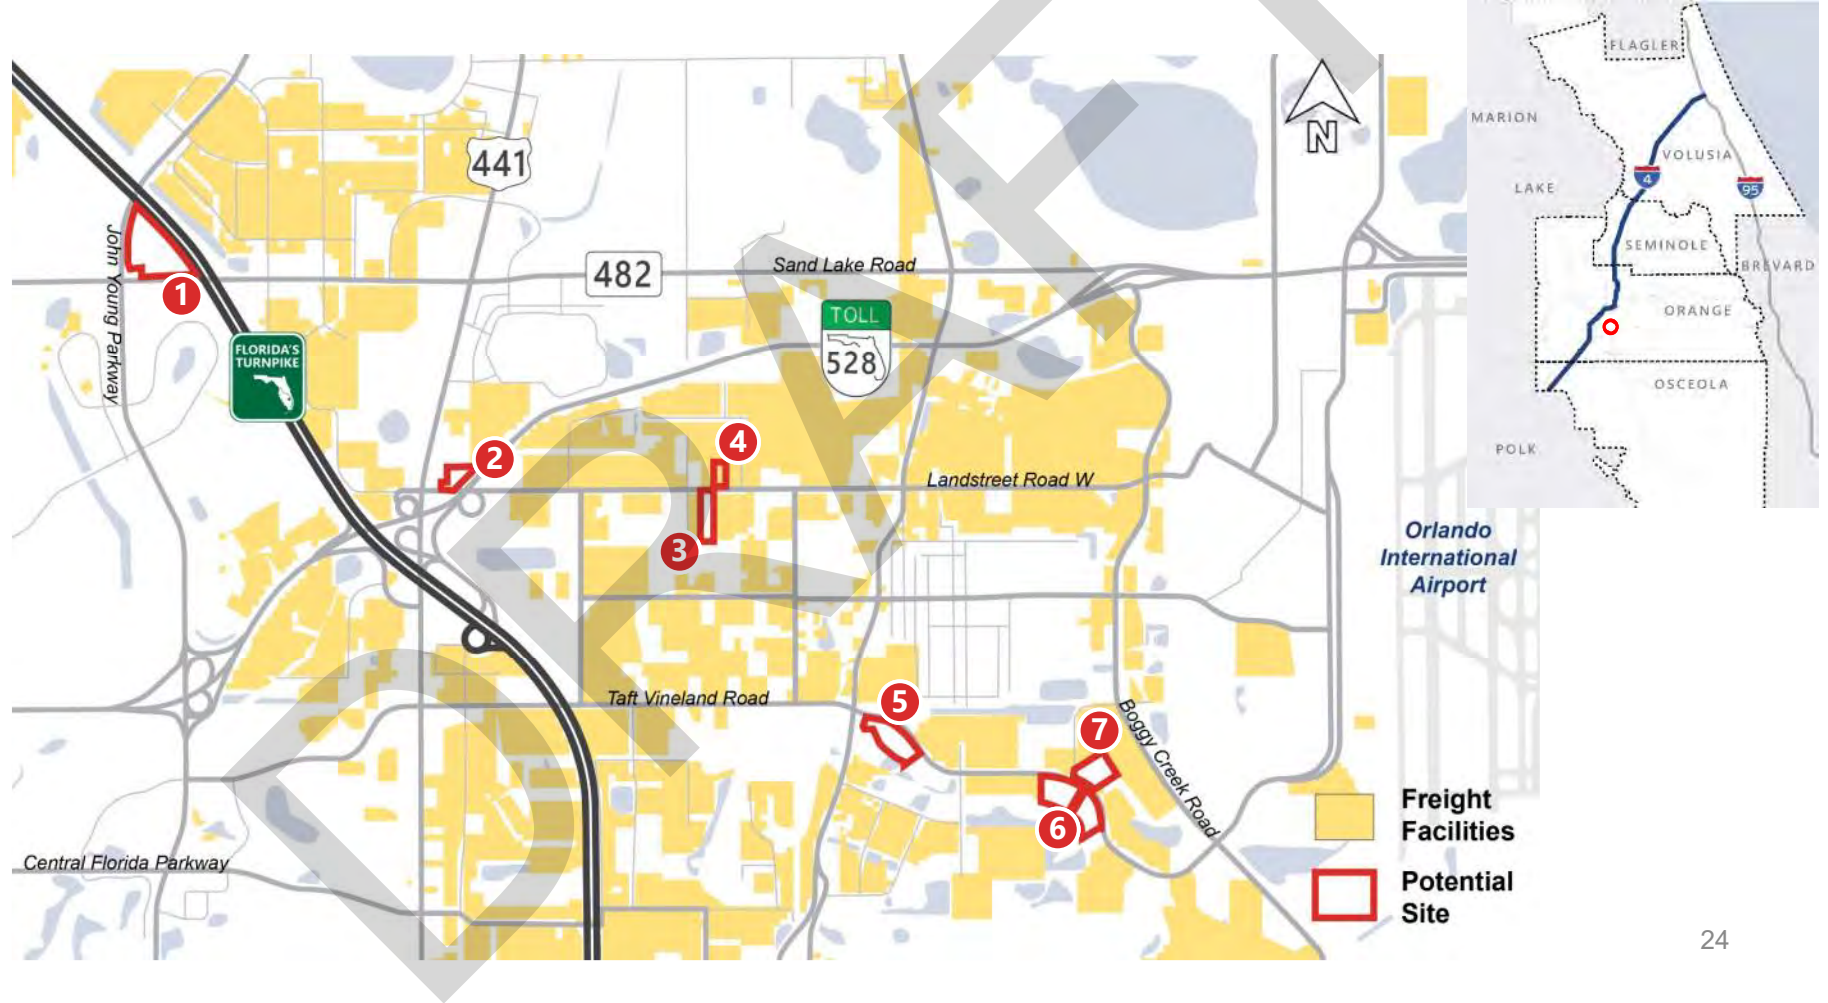 FLAGLER
MARION
VOLUSIA
4
LAKE
95
SEMINOLE
BREVARD
ORANGE
OSCEOLA
POLK
N
441
John Young Parkway
1
482
Sand Lake Road
TOLL
528
FLORIDA'S
TURNPIKE
2
4
3
Landstreet Road W
Orlando
International
Airport
Taft Vineland Road
5
7
6
Boggy Creek Road
Central Florida Parkway
Freight
Facilities
Potential
Site
DRAFT
24